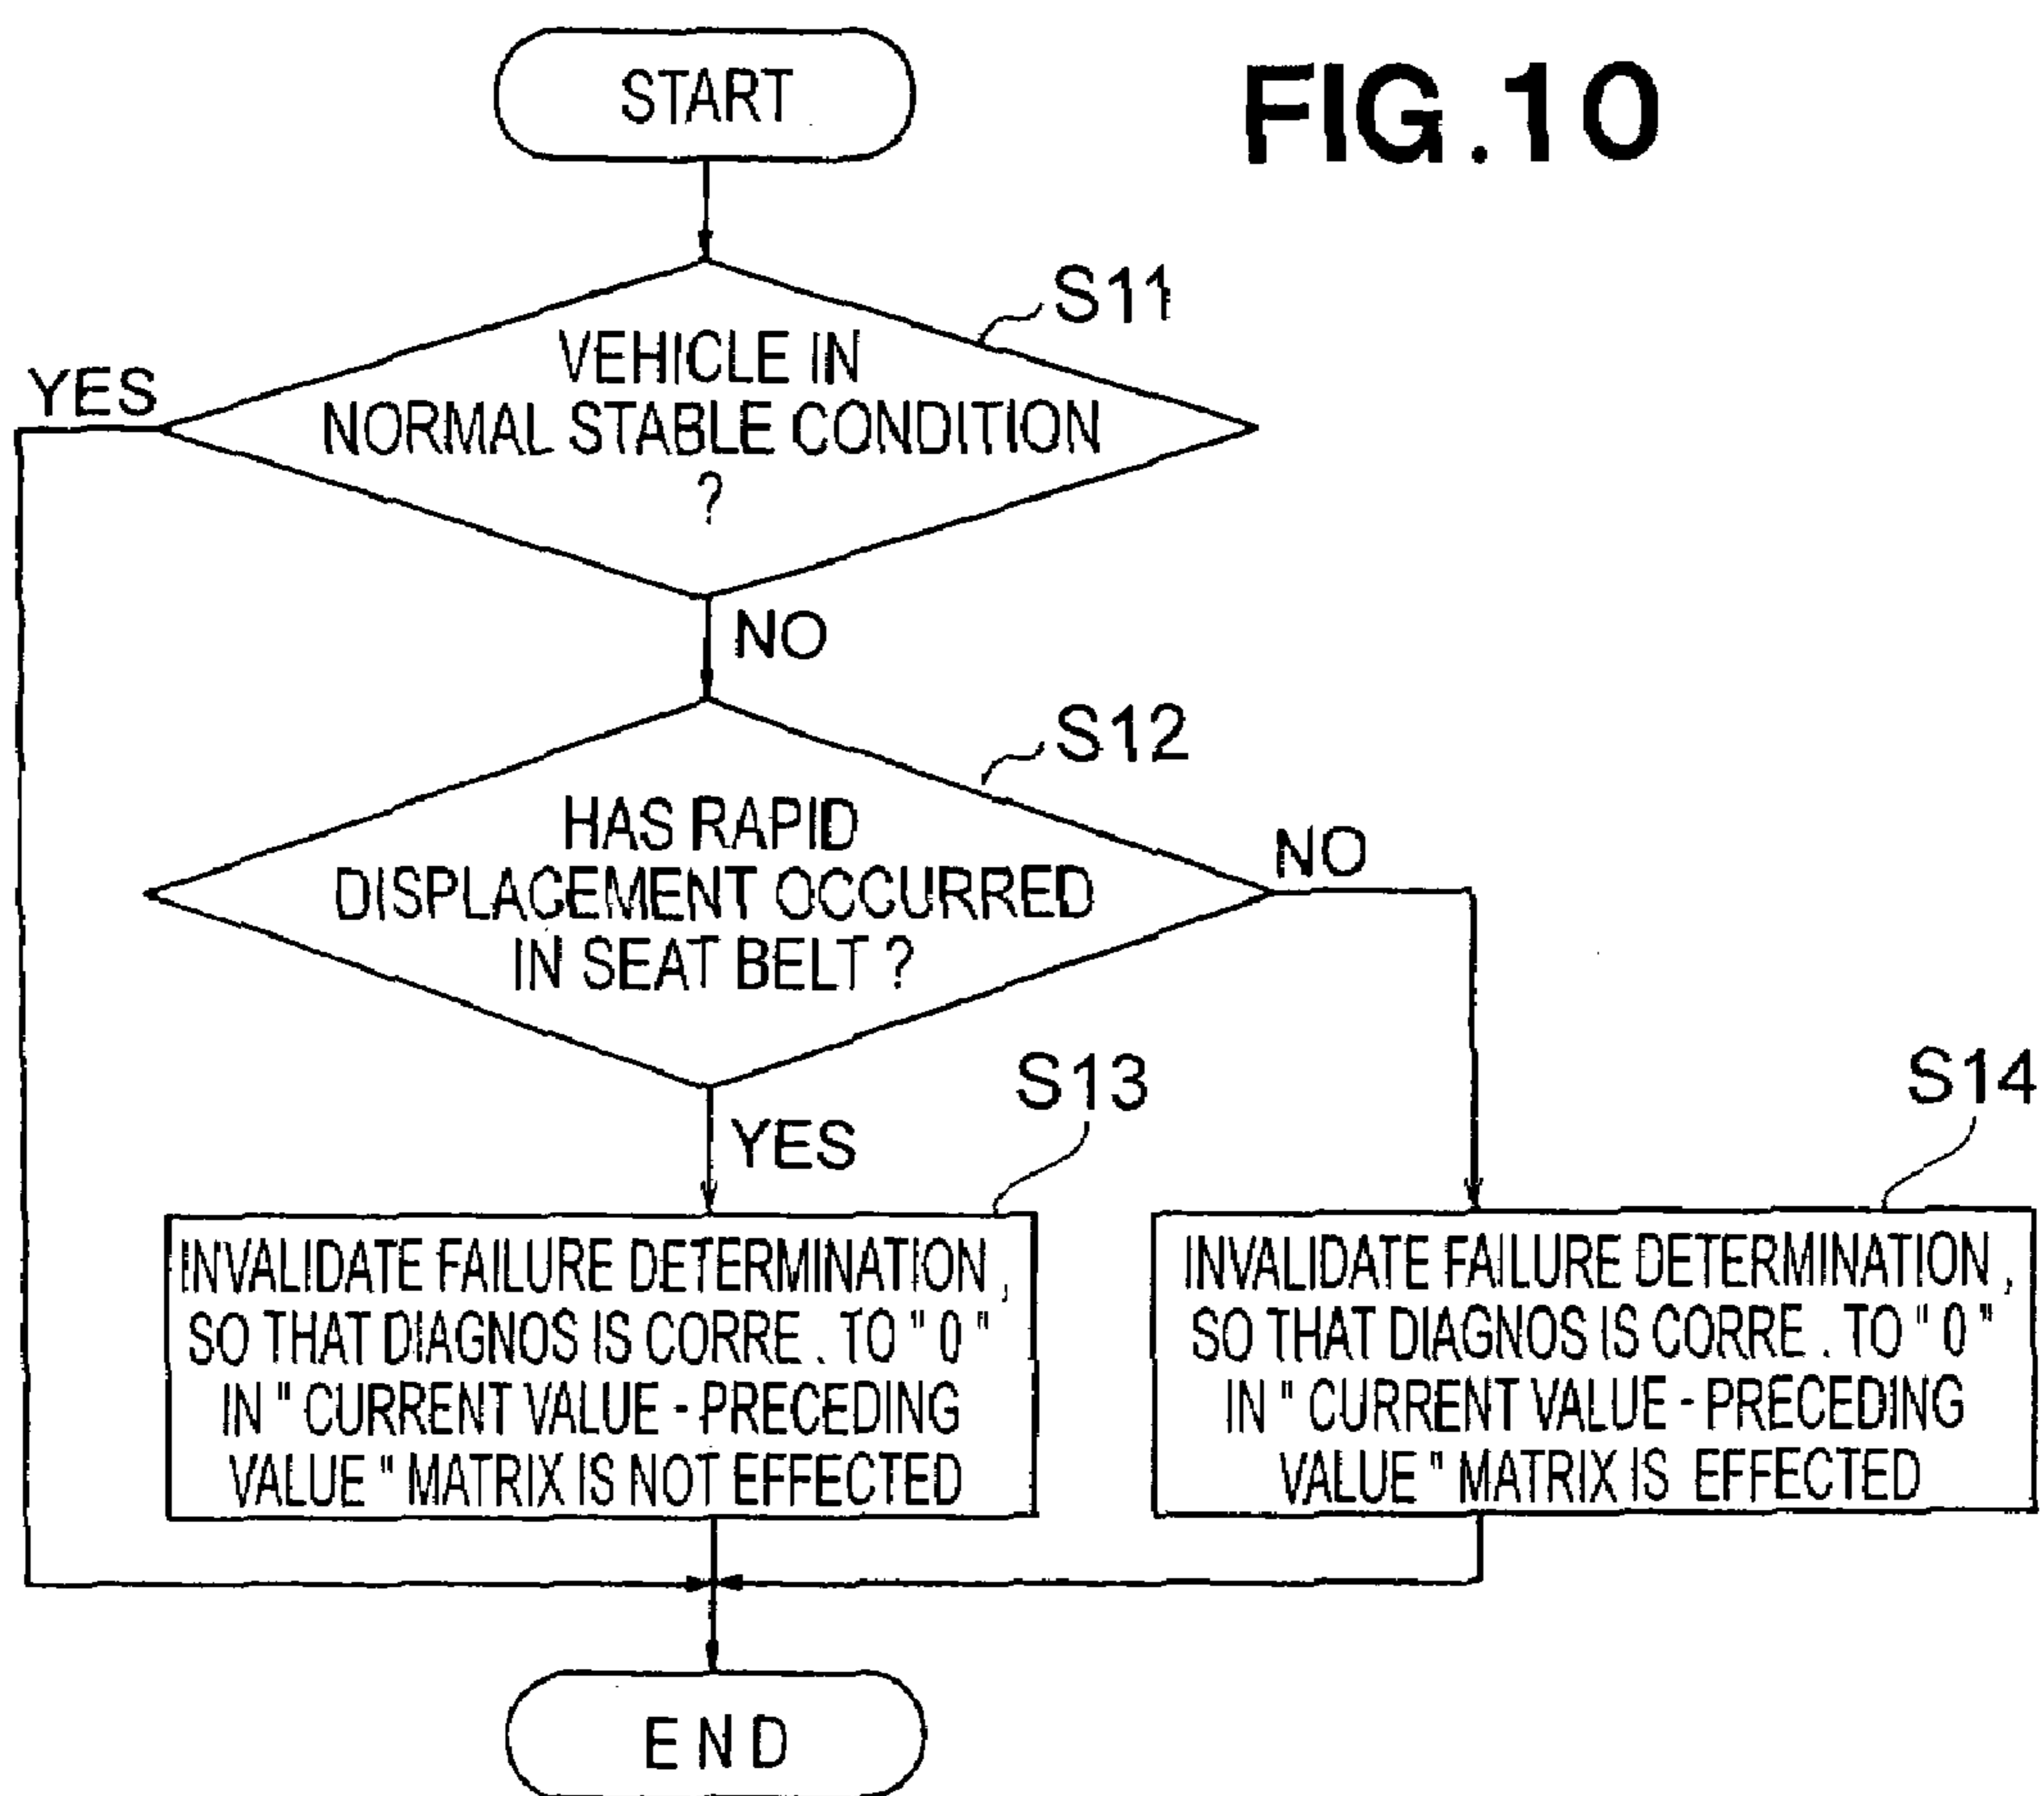 START
FIG.10
S11
VEHICLE IN
NORMAL STABLE CONDITION
?
YES
NO
S12
HAS RAPID
DISPLACEMENT OCCURRED
IN SEAT BELT ?
NO
YES
S13
INVALIDATE FAILURE DETERMINATION,
SO THAT DIAGNOS IS CORRE. TO "0"
IN "CURRENT VALUE-PRECEDING
VALUE" MATRIX IS NOT EFFECTED
S14
INVALIDATE FAILURE DETERMINATION,
SO THAT DIAGNOS IS CORRE. TO "0"
IN "CURRENT VALUE-PRECEDING
VALUE" MATRIX IS EFFECTED
END